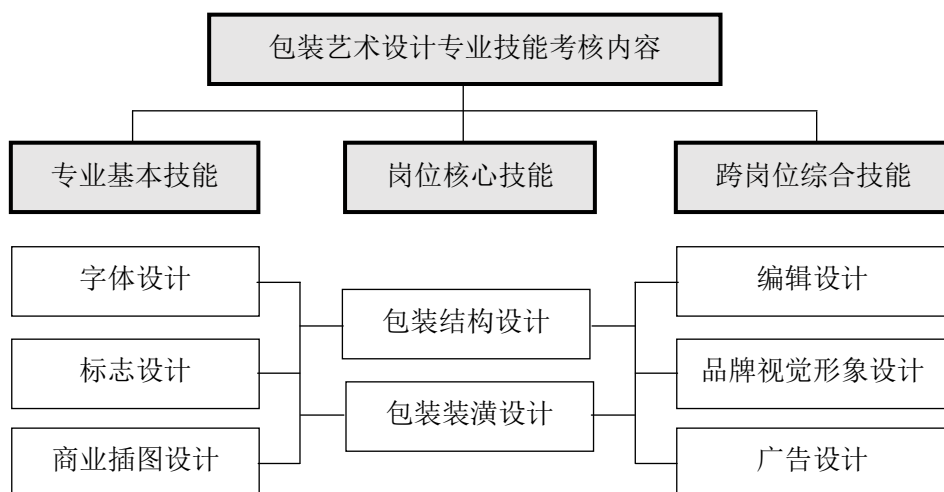 包装艺术设计专业技能考核内容
专业基本技能
岗位核心技能
跨岗位综合技能
字体设计
包装结构设计
编辑设计
标志设计
品牌视觉形象设计
包装装潢设计
商业插图设计
广告设计